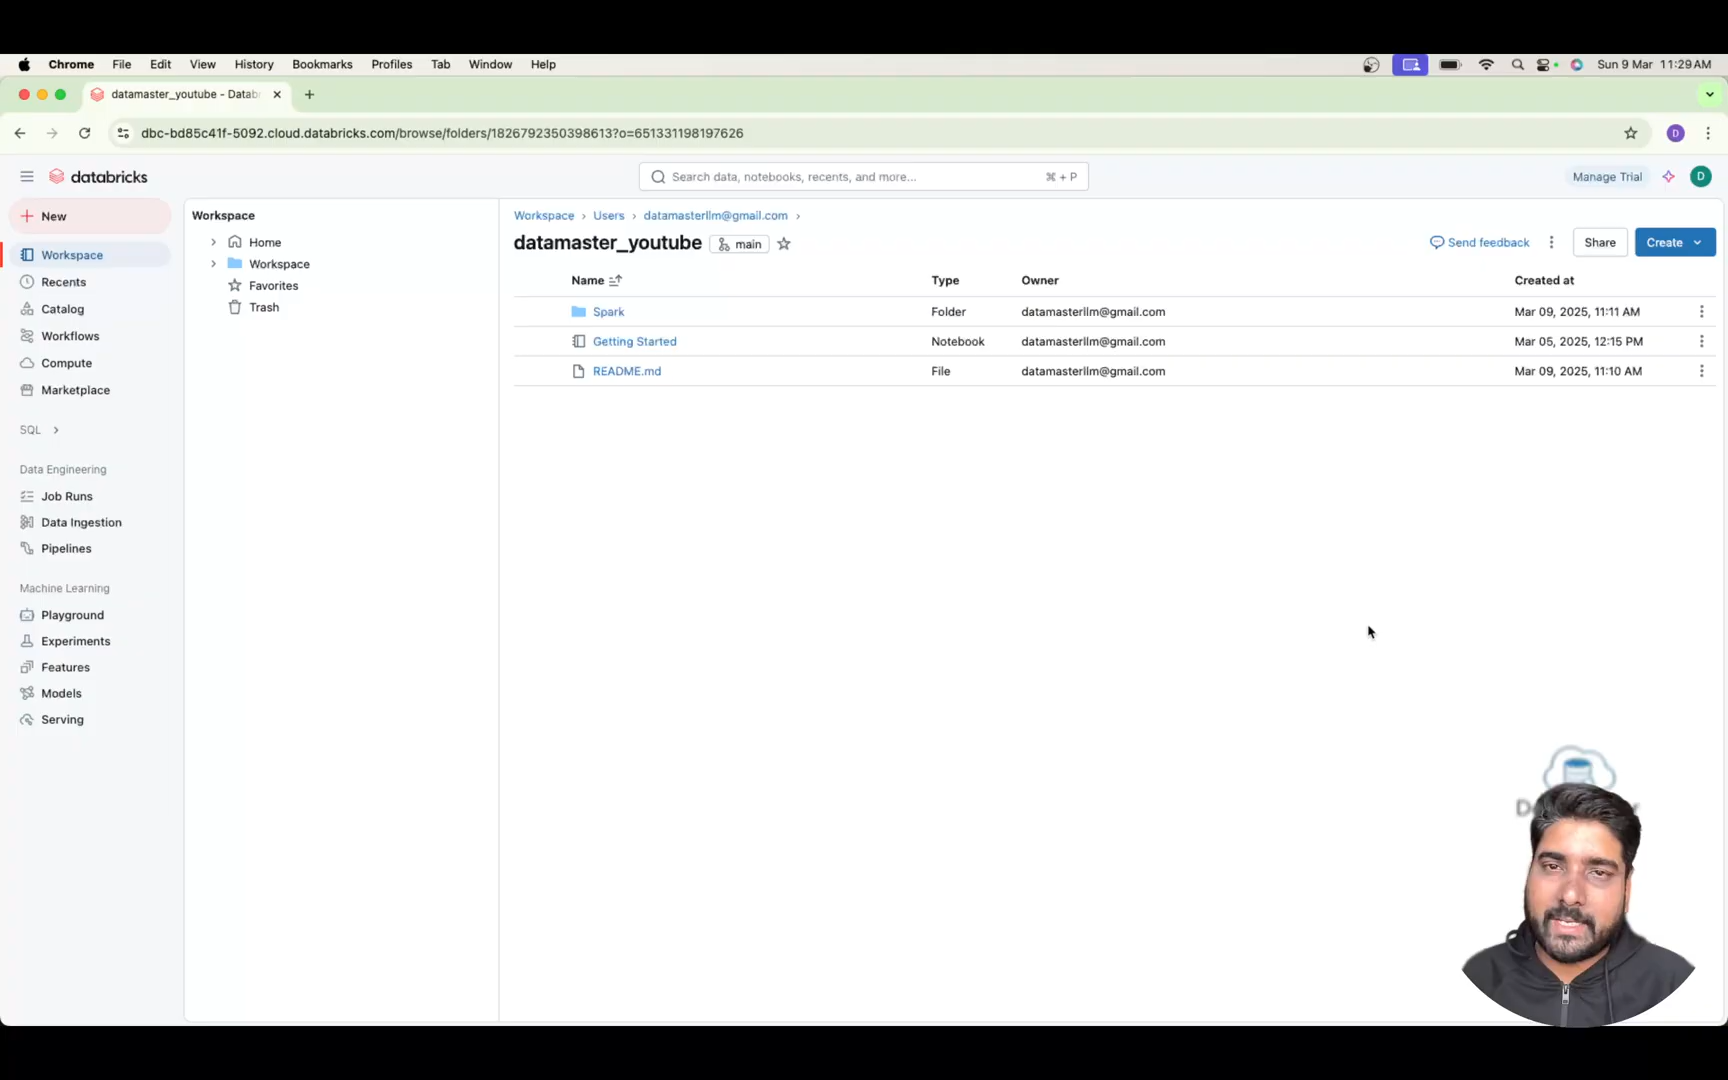 Chrome File Edit View History Bookmarks Profiles Tab Window Help Sun 9 Mar 11:29 AM
datamaster_youtube - Datab
dbc-bd85c41f-5092.cloud.databricks.com/browse/folders/1826792350398613?o=651331198197626 D
databricks Search data, notebooks, recents, and more... ⌘ + P Manage Trial D
New
Workspace
Recents
Catalog
Workflows
Compute
Marketplace
SQL
Data Engineering
Job Runs
Data Ingestion
Pipelines
Machine Learning
Playground
Experiments
Features
Models
Serving
Workspace
Home
Workspace
Favorites
Trash
Workspace › Users › datamasterllm@gmail.com ›
datamaster_youtube main Send feedback Share Create
Name Type Owner Created at
Spark Folder datamasterllm@gmail.com Mar 09, 2025, 11:11 AM
Getting Started Notebook datamasterllm@gmail.com Mar 05, 2025, 12:15 PM
README.md File datamasterllm@gmail.com Mar 09, 2025, 11:10 AM